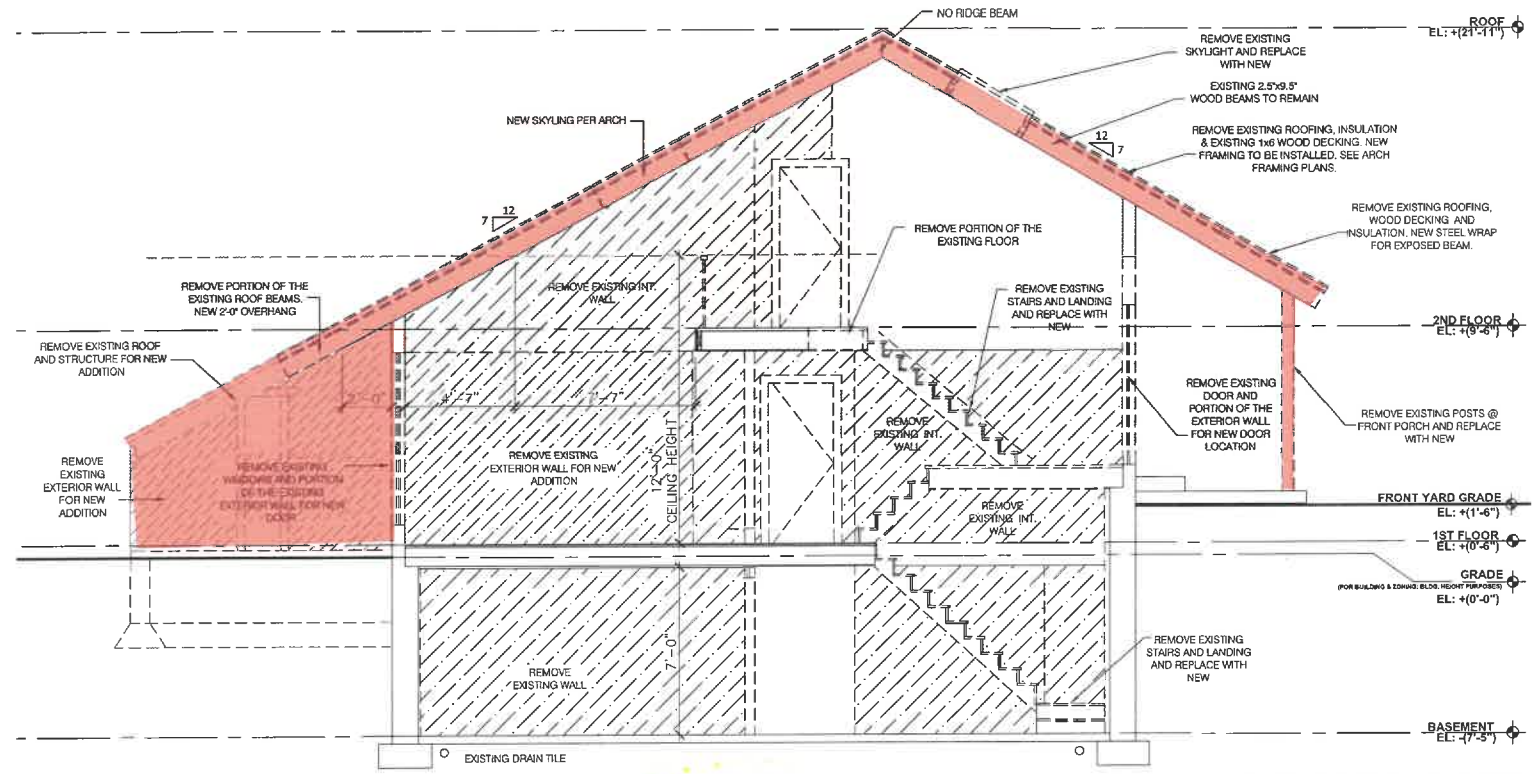 NO RIDGE BEAM
ROOF
EL: +(21'-11")
REMOVE EXISTING
SKYLIGHT AND REPLACE
WITH NEW
EXISTING 2.5"x9.5"
WOOD BEAMS TO REMAIN
NEW SKYLING PER ARCH
12
7
REMOVE EXISTING ROOFING, INSULATION
& EXISTING 1x6 WOOD DECKING. NEW
FRAMING TO BE INSTALLED. SEE ARCH
FRAMING PLANS.
12
7
REMOVE EXISTING ROOFING,
WOOD DECKING AND
INSULATION. NEW STEEL WRAP
FOR EXPOSED BEAM.
REMOVE PORTION OF THE
EXISTING FLOOR
REMOVE PORTION OF THE
EXISTING ROOF BEAMS.
NEW 2'-0" OVERHANG
REMOVE EXISTING INT.
WALL
REMOVE EXISTING
STAIRS AND LANDING
AND REPLACE WITH
NEW
2ND FLOOR
EL: +(9'-6")
REMOVE EXISTING ROOF
AND STRUCTURE FOR NEW
ADDITION
2'-0"
4'-7"
7'-7"
REMOVE EXISTING
DOOR AND
PORTION OF THE
EXTERIOR WALL
FOR NEW DOOR
LOCATION
REMOVE EXISTING POSTS @
FRONT PORCH AND REPLACE
WITH NEW
REMOVE
EXISTING INT.
WALL
REMOVE
EXISTING
EXTERIOR WALL
FOR NEW
ADDITION
REMOVE EXISTING
WINDOWS AND PORTION
OF THE EXISTING
EXTERIOR WALL FOR NEW
DOOR
REMOVE EXISTING
EXTERIOR WALL FOR NEW
ADDITION
12'-0"
CEILING HEIGHT
REMOVE
EXISTING INT.
WALL
FRONT YARD GRADE
EL: +(1'-6")
1ST FLOOR
EL: +(0'-6")
GRADE
(FOR BUILDING & ZONING: BLDG. HEIGHT PURPOSES)
EL: +(0'-0")
7'-0"
REMOVE
EXISTING WALL
REMOVE EXISTING
STAIRS AND LANDING
AND REPLACE WITH
NEW
BASEMENT
EL: -(7'-5")
EXISTING DRAIN TILE